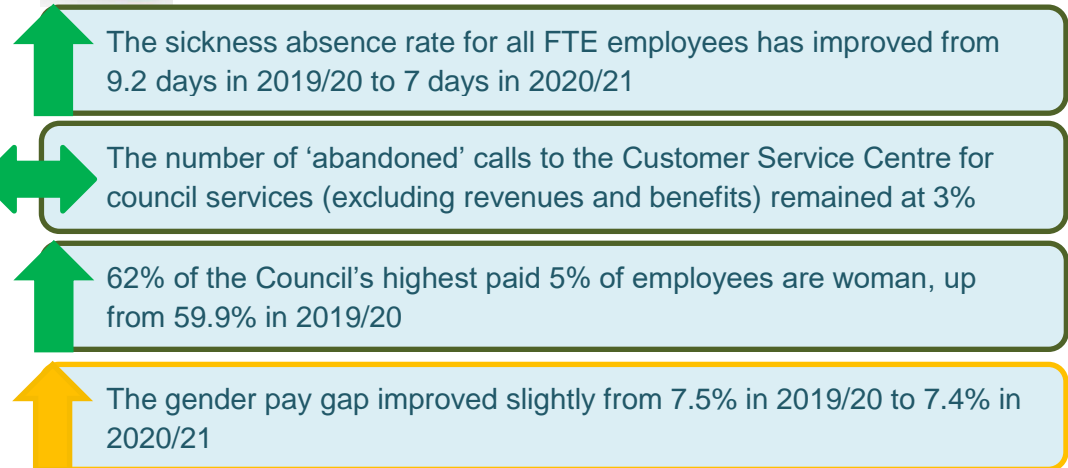 The sickness absence rate for all FTE employees has improved from
9.2 days in 2019/20 to 7 days in 2020/21
The number of ‘abandoned’ calls to the Customer Service Centre for
council services (excluding revenues and benefits) remained at 3%
62% of the Council’s highest paid 5% of employees are woman, up
from 59.9% in 2019/20
The gender pay gap improved slightly from 7.5% in 2019/20 to 7.4% in
2020/21